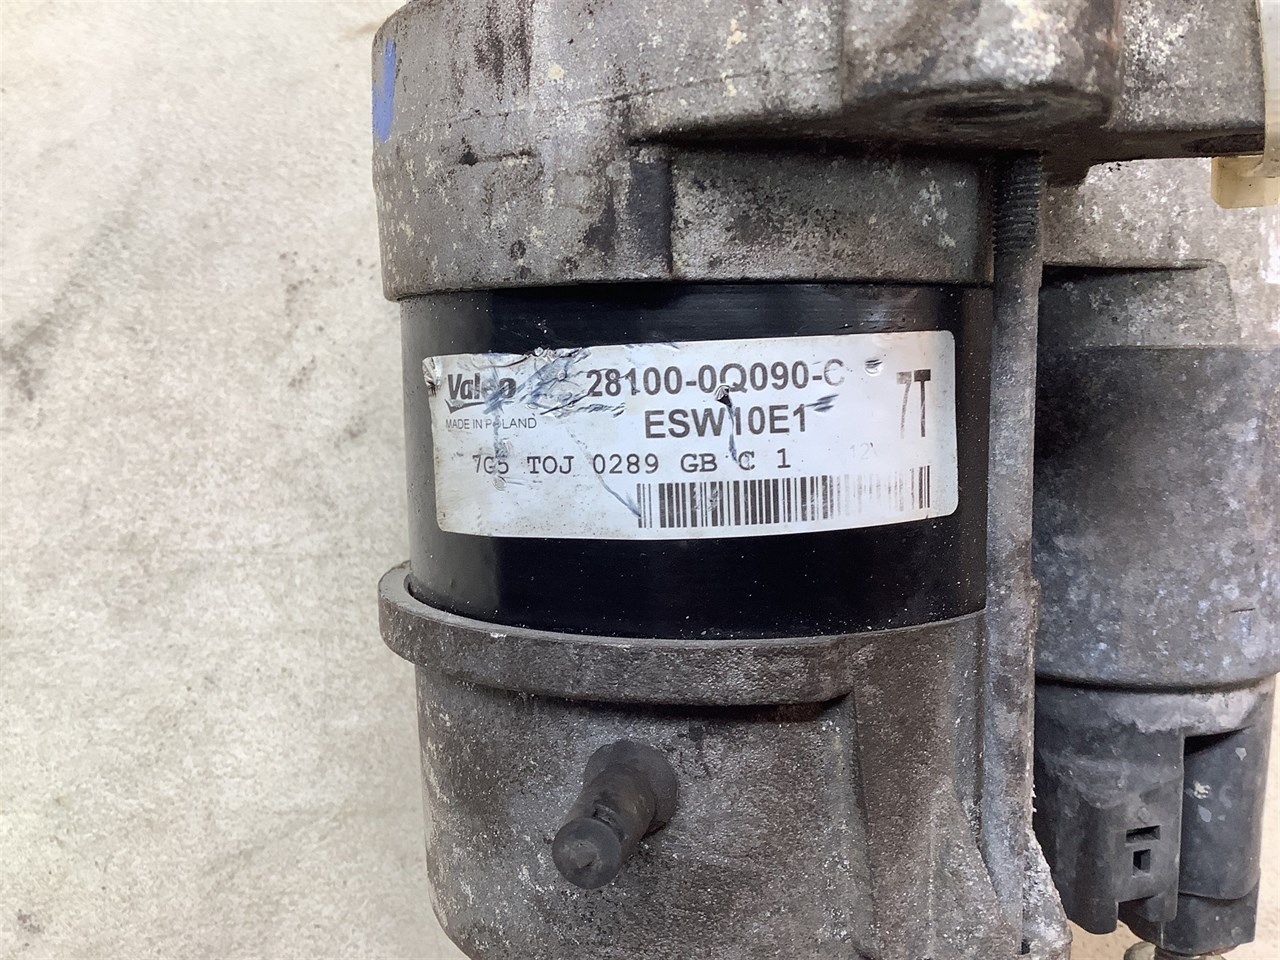 Valeo 28100-0Q090-C 7T
MADE IN POLAND ESW10E1
7G5 TOJ 0289 GB C 1 12V